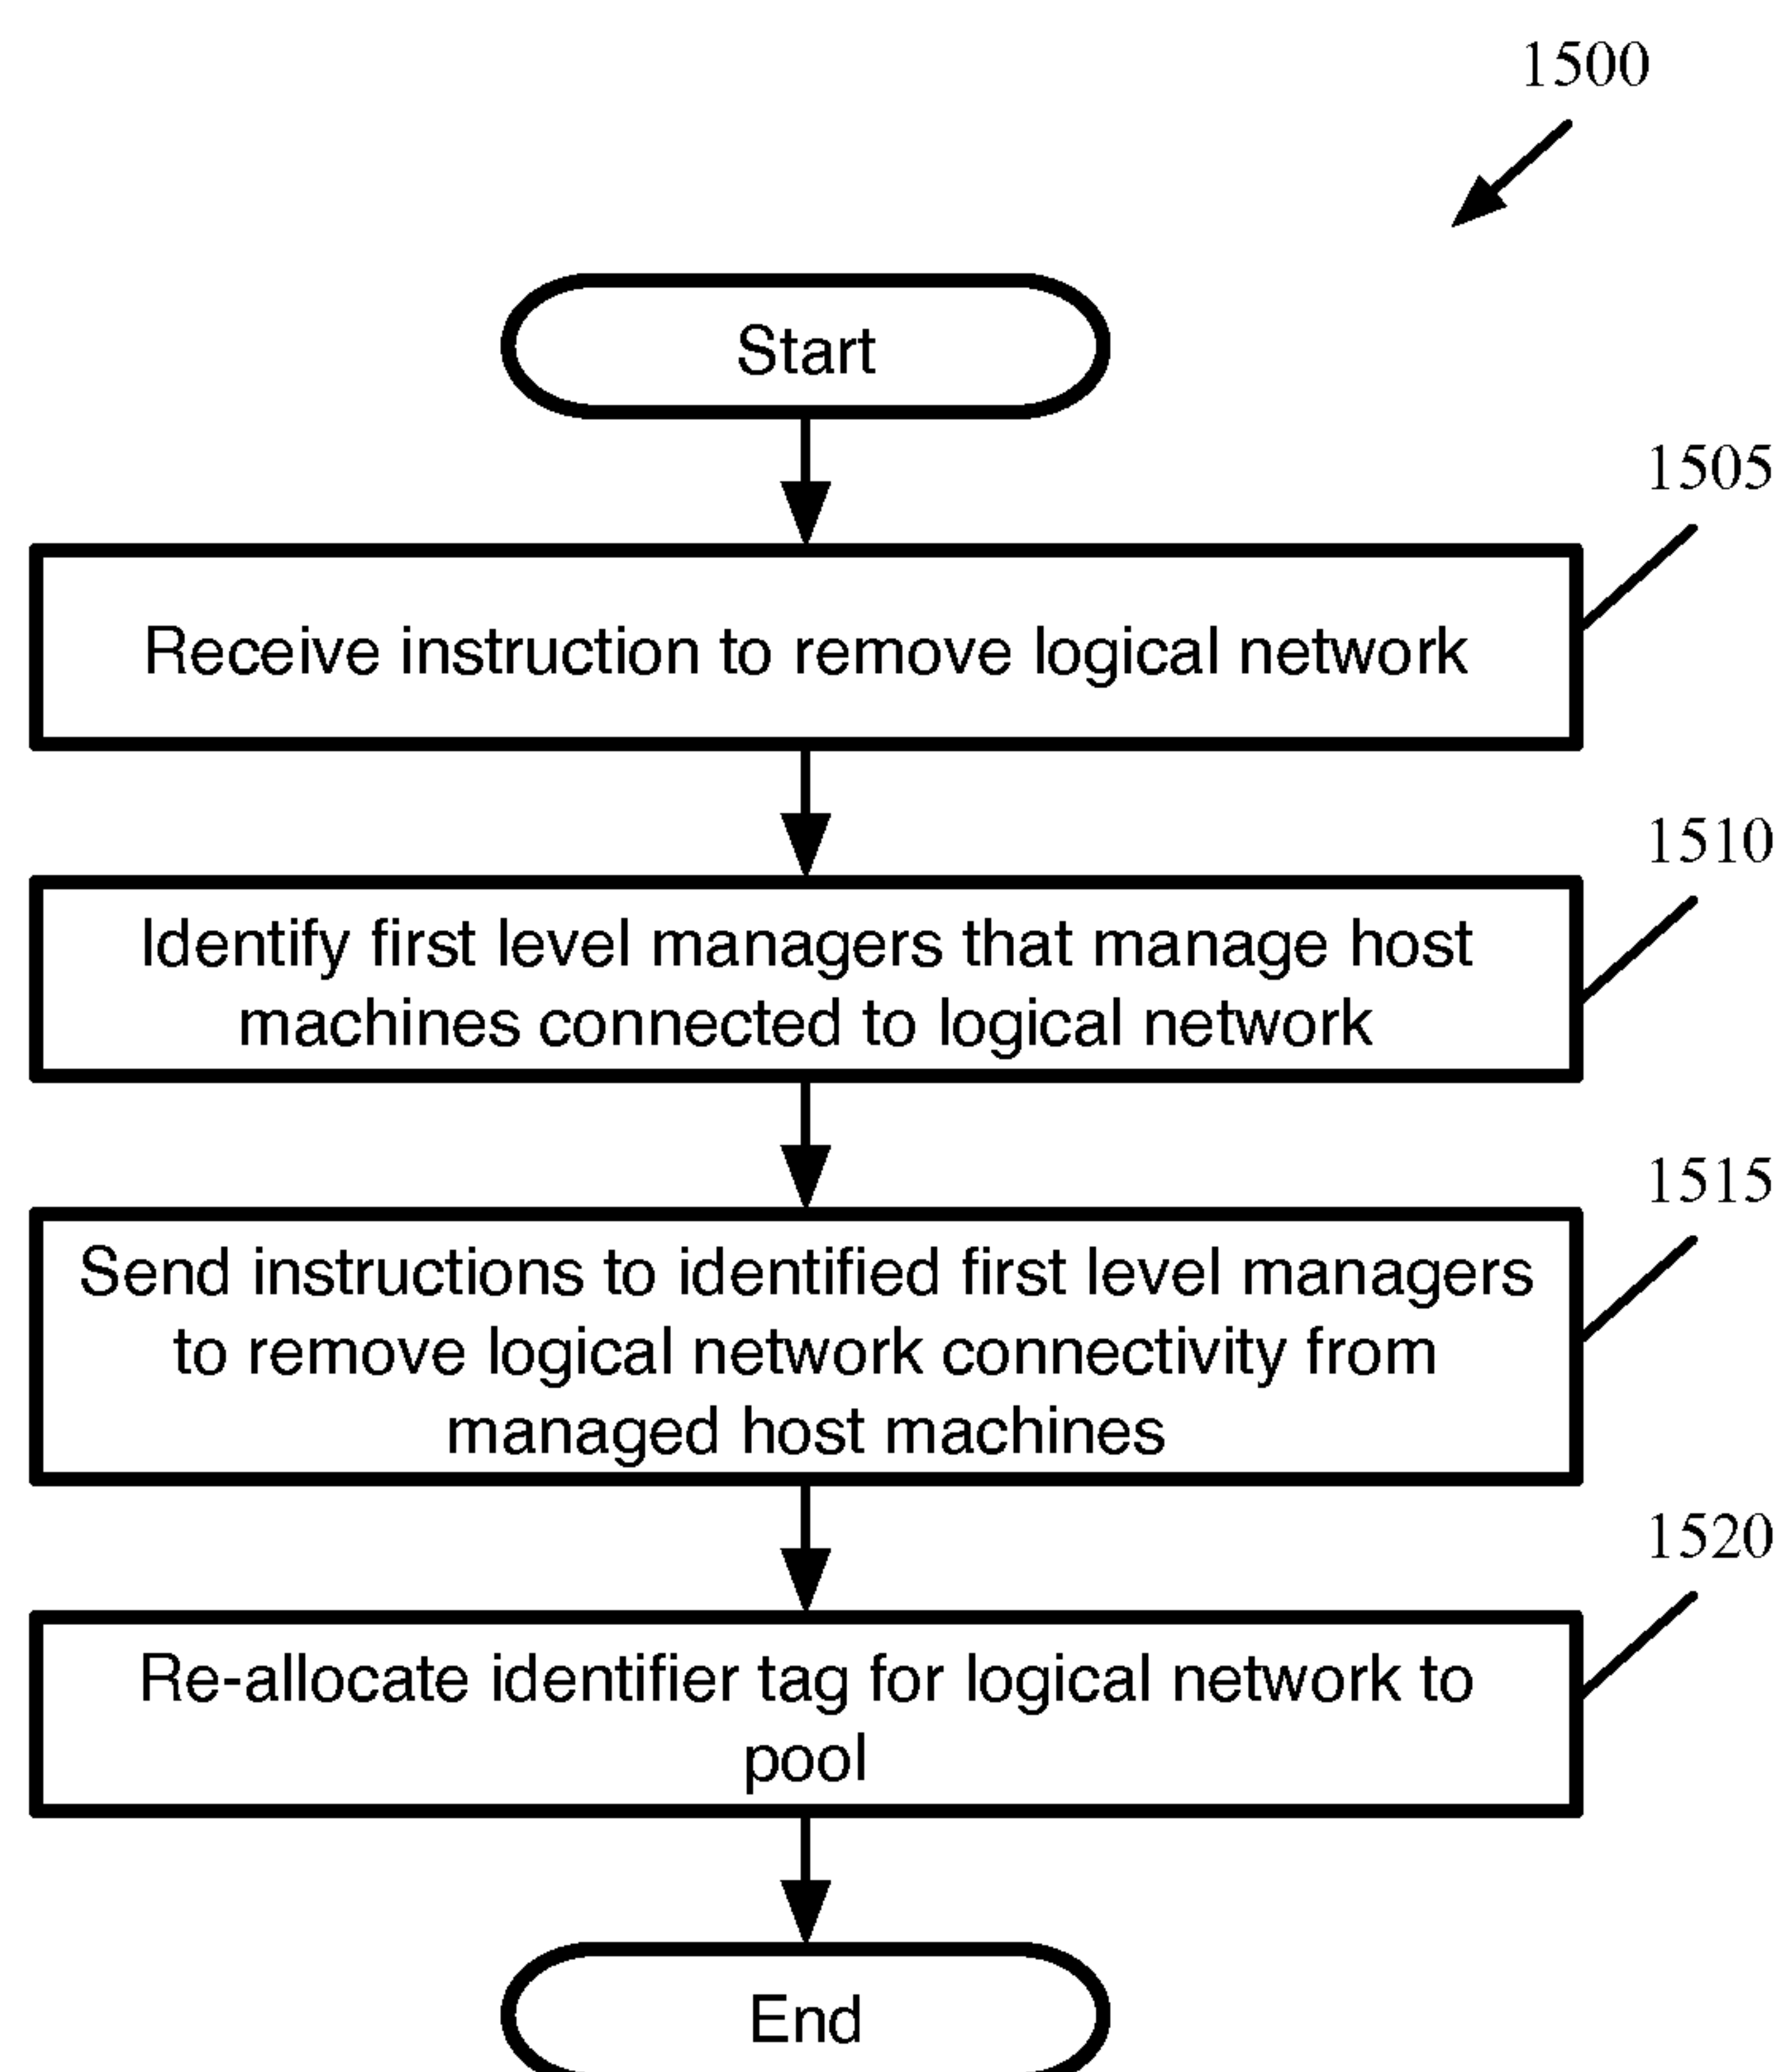 1500
Start
1505
Receive instruction to remove logical network
1510
Identify first level managers that manage host
machines connected to logical network
1515
Send instructions to identified first level managers
to remove logical network connectivity from
managed host machines
1520
Re-allocate identifier tag for logical network to
pool
End